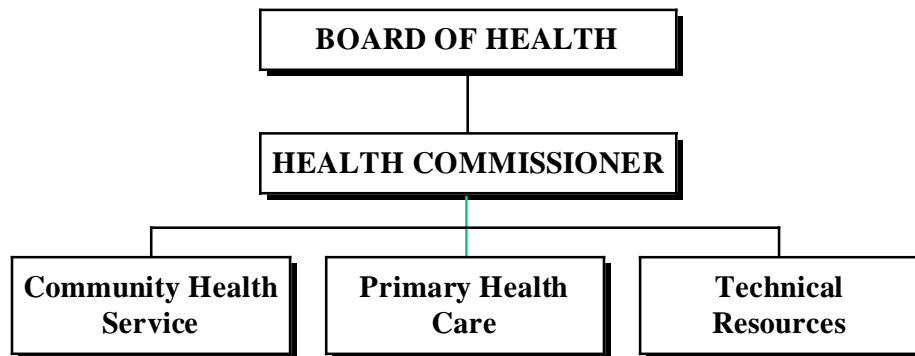 BOARD OF HEALTH
HEALTH COMMISSIONER
Community Health
Service
Primary Health
Care
Technical
Resources